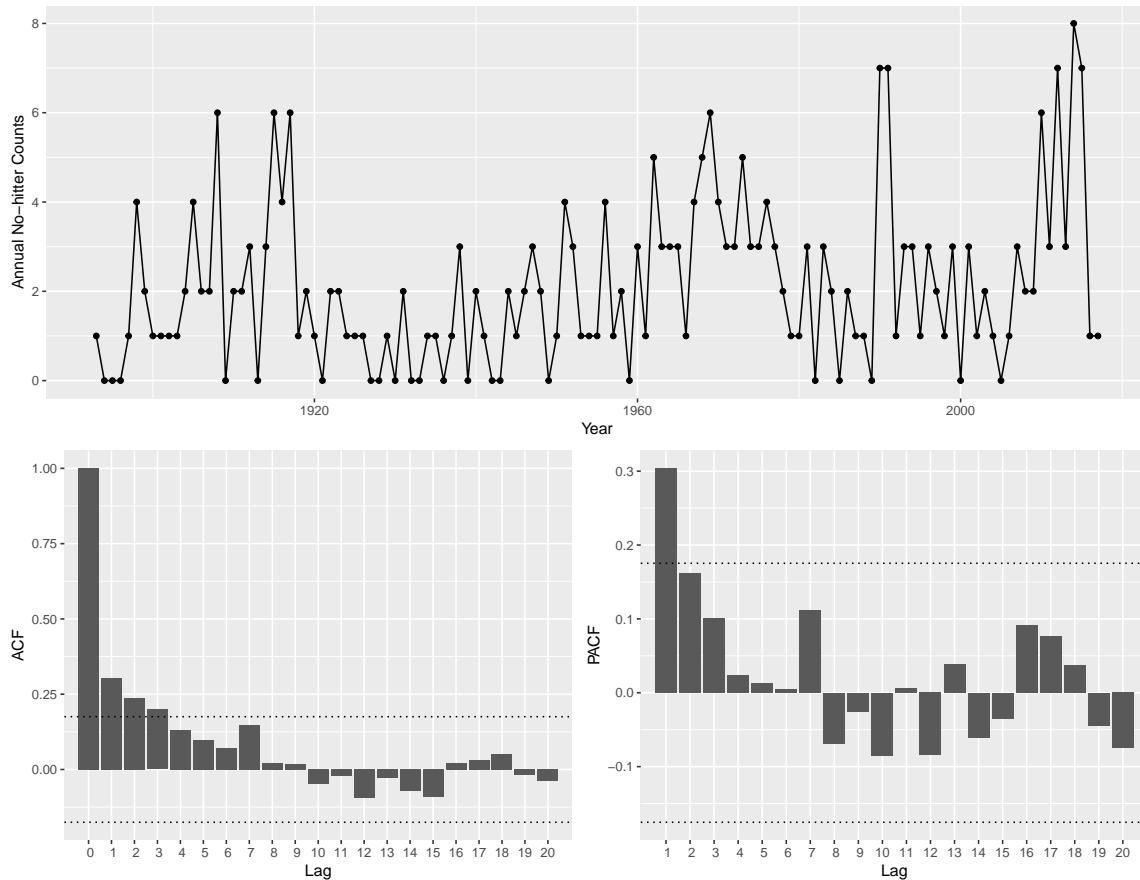 Annual No−hitter Counts
8
6
4
2
0
1920 1960 2000
Year
ACF
1.00
0.75
0.50
0.25
0.00
0 1 2 3 4 5 6 7 8 9 10 11 12 13 14 15 16 17 18 19 20
Lag
PACF
0.3
0.2
0.1
0.0
−0.1
1 2 3 4 5 6 7 8 9 10 11 12 13 14 15 16 17 18 19 20
Lag